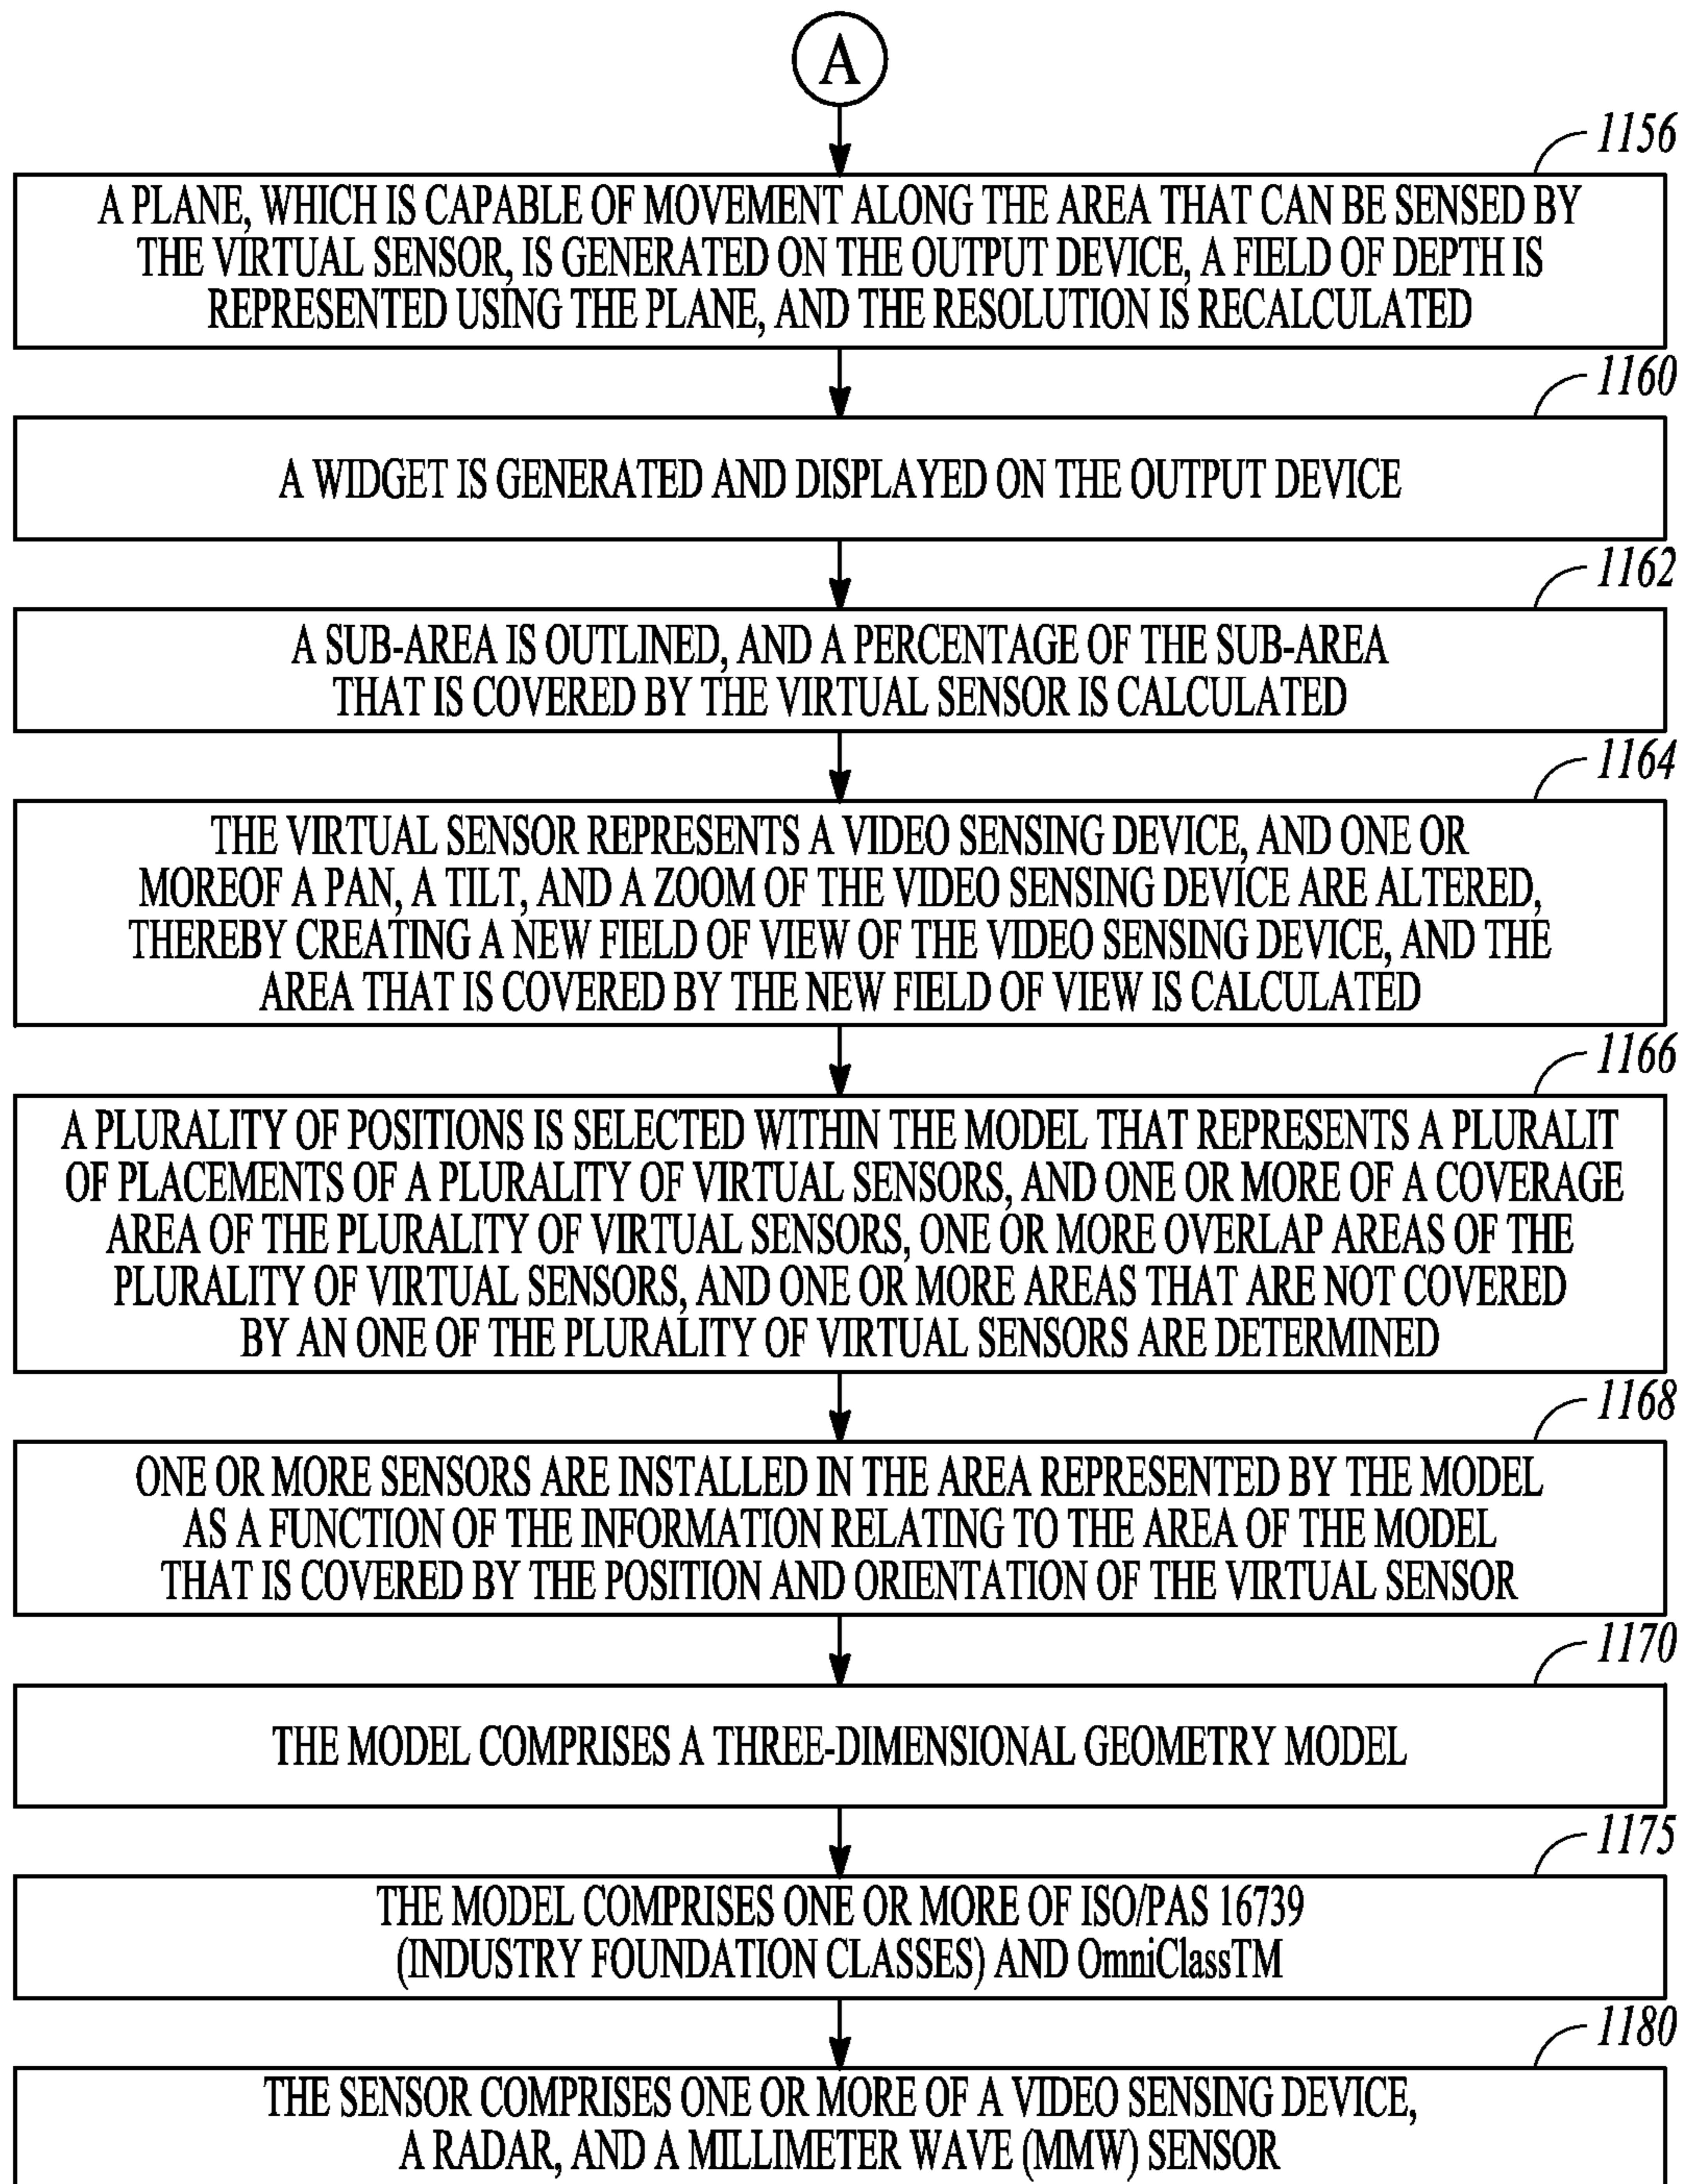 A
1156
A PLANE, WHICH IS CAPABLE OF MOVEMENT ALONG THE AREA THAT CAN BE SENSED BY
THE VIRTUAL SENSOR, IS GENERATED ON THE OUTPUT DEVICE, A FIELD OF DEPTH IS
REPRESENTED USING THE PLANE, AND THE RESOLUTION IS RECALCULATED
1160
A WIDGET IS GENERATED AND DISPLAYED ON THE OUTPUT DEVICE
1162
A SUB-AREA IS OUTLINED, AND A PERCENTAGE OF THE SUB-AREA
THAT IS COVERED BY THE VIRTUAL SENSOR IS CALCULATED
1164
THE VIRTUAL SENSOR REPRESENTS A VIDEO SENSING DEVICE, AND ONE OR
MOREOF A PAN, A TILT, AND A ZOOM OF THE VIDEO SENSING DEVICE ARE ALTERED,
THEREBY CREATING A NEW FIELD OF VIEW OF THE VIDEO SENSING DEVICE, AND THE
AREA THAT IS COVERED BY THE NEW FIELD OF VIEW IS CALCULATED
1166
A PLURALITY OF POSITIONS IS SELECTED WITHIN THE MODEL THAT REPRESENTS A PLURALIT
OF PLACEMENTS OF A PLURALITY OF VIRTUAL SENSORS, AND ONE OR MORE OF A COVERAGE
AREA OF THE PLURALITY OF VIRTUAL SENSORS, ONE OR MORE OVERLAP AREAS OF THE
PLURALITY OF VIRTUAL SENSORS, AND ONE OR MORE AREAS THAT ARE NOT COVERED
BY AN ONE OF THE PLURALITY OF VIRTUAL SENSORS ARE DETERMINED
1168
ONE OR MORE SENSORS ARE INSTALLED IN THE AREA REPRESENTED BY THE MODEL
AS A FUNCTION OF THE INFORMATION RELATING TO THE AREA OF THE MODEL
THAT IS COVERED BY THE POSITION AND ORIENTATION OF THE VIRTUAL SENSOR
1170
THE MODEL COMPRISES A THREE-DIMENSIONAL GEOMETRY MODEL
1175
THE MODEL COMPRISES ONE OR MORE OF ISO/PAS 16739
(INDUSTRY FOUNDATION CLASSES) AND OmniClassTM
1180
THE SENSOR COMPRISES ONE OR MORE OF A VIDEO SENSING DEVICE,
A RADAR, AND A MILLIMETER WAVE (MMW) SENSOR